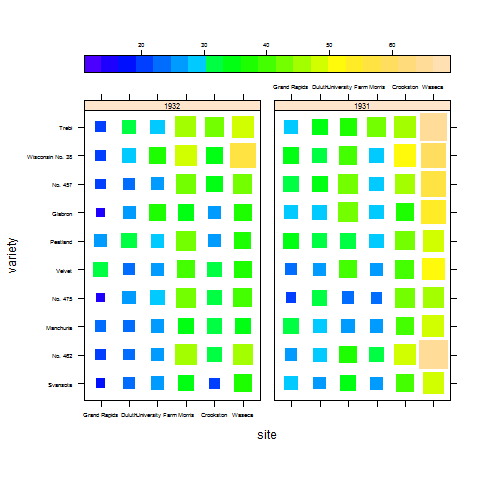 20 30 40 50 60
Grand Rapids Duluth University Farm Morris Crookston Waseca
1932 1931
Trebi
Wisconsin No. 38
No. 457
Glabron
Peatland
Velvet
No. 475
Manchuria
No. 462
Svansota
Grand Rapids Duluth University Farm Morris Crookston Waseca
variety
site